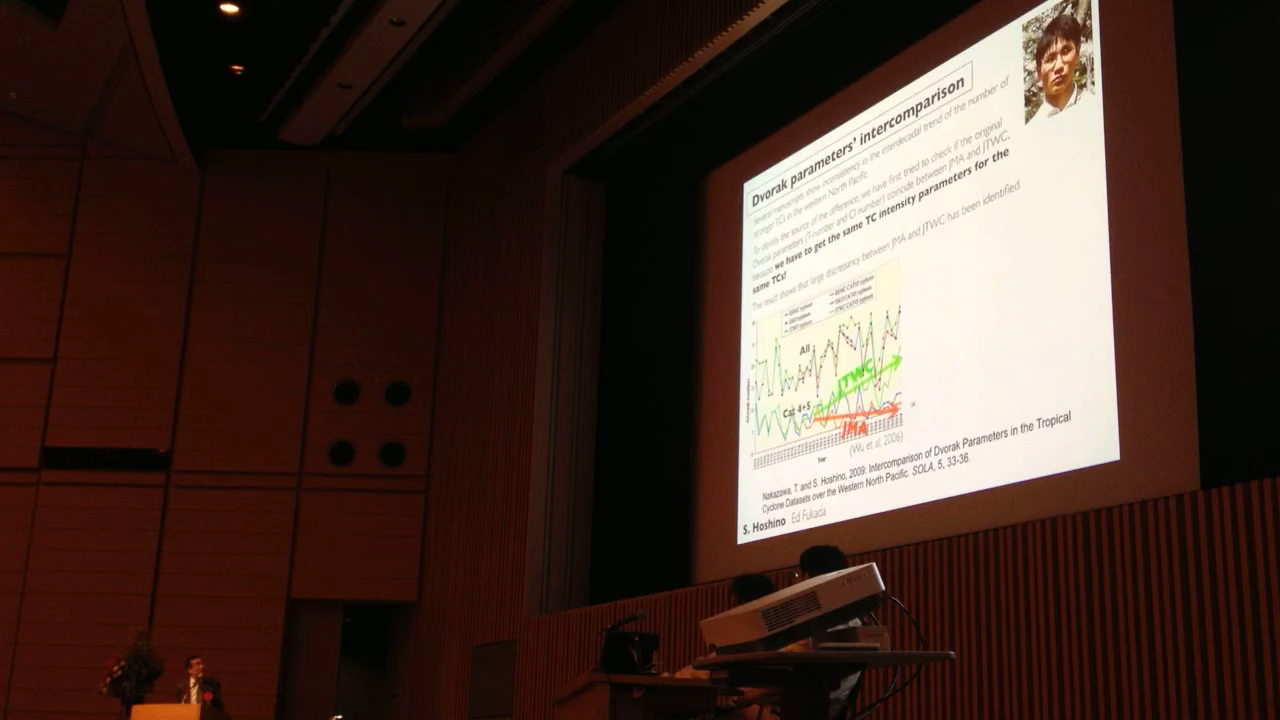 Dvorak parameters' intercomparison
Several manuscripts show inconsistency in the interdecadal trend of the number of
stronger TCs in the western North Pacific.
To identify the source of the difference, we have first tried to check if the original
Dvorak parameters (T-number and CI number) coincide between JMA and JTWC,
because we have to get the same TC intensity parameters for the
same TCs!
The result shows that large discrepancy between JMA and JTWC has been identified
All
JTWC
Cat 4+5
JMA
Year
(Wu et al, 2006)
Nakazawa, T. and S. Hoshino, 2009: Intercomparison of Dvorak Parameters in the Tropical
Cyclone Datasets over the Western North Pacific. SOLA, 5, 33-36.
S. Hoshino Ed Fukada